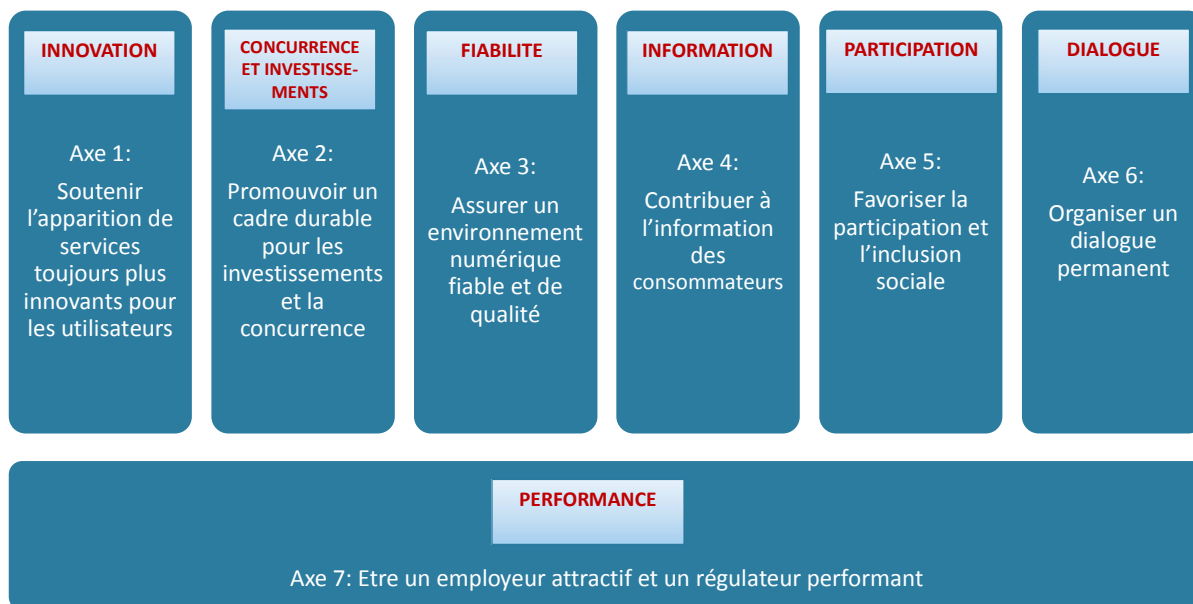 INNOVATION
Axe 1:
Soutenir
l’apparition de
services
toujours plus
innovants pour
les utilisateurs
CONCURRENCE
ET INVESTISSE-
MENTS
Axe 2:
Promouvoir un
cadre durable
pour les
investissements
et la
concurrence
FIABILITE
Axe 3:
Assurer un
environnement
numérique
fiable et de
qualité
INFORMATION
Axe 4:
Contribuer à
l’information
des
consommateurs
PARTICIPATION
Axe 5:
Favoriser la
participation et
l’inclusion
sociale
DIALOGUE
Axe 6:
Organiser un
dialogue
permanent
PERFORMANCE
Axe 7: Etre un employeur attractif et un régulateur performant